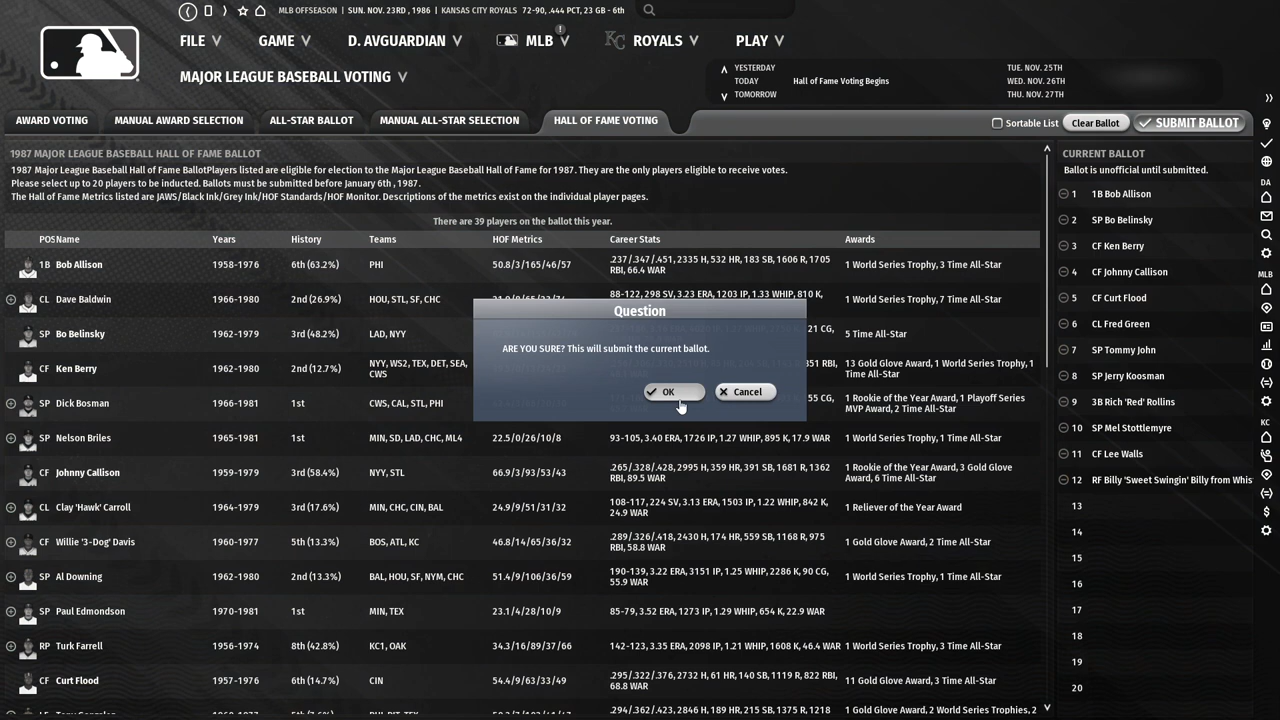 MLB OFFSEASON | SUN. NOV. 23RD , 1986 | KANSAS CITY ROYALS 72-90, .444 PCT, 23 GB - 6th
FILE GAME D. AVGUARDIAN MLB ROYALS PLAY
MAJOR LEAGUE BASEBALL VOTING
YESTERDAY TUE. NOV. 25TH
TODAY Hall of Fame Voting Begins WED. NOV. 26TH
TOMORROW THU. NOV. 27TH
AWARD VOTING MANUAL AWARD SELECTION ALL-STAR BALLOT MANUAL ALL-STAR SELECTION HALL OF FAME VOTING Sortable List Clear Ballot SUBMIT BALLOT
1987 MAJOR LEAGUE BASEBALL HALL OF FAME BALLOT
1987 Major League Baseball Hall of Fame BallotPlayers listed are eligible for election to the Major League Baseball Hall of Fame for 1987. They are the only players eligible to receive votes.
Please select up to 20 players to be inducted. Ballots must be submitted before January 6th , 1987.
The Hall of Fame Metrics listed are JAWS/Black Ink/Grey Ink/HOF Standards/HOF Monitor. Descriptions of the metrics exist on the individual player pages.
There are 39 players on the ballot this year.
POS Name Years History Teams HOF Metrics Career Stats Awards
1B Bob Allison 1958-1976 6th (63.2%) PHI 50.8/3/165/46/57 .237/.347/.451, 2335 H, 532 HR, 183 SB, 1606 R, 1705 RBI, 66.4 WAR 1 World Series Trophy, 3 Time All-Star
CL Dave Baldwin 1966-1980 2nd (26.9%) HOU, STL, SF, CHC 88-122, 298 SV, 3.23 ERA, 1203 IP, 1.33 WHIP, 810 K, 1 World Series Trophy, 7 Time All-Star
SP Bo Belinsky 1962-1979 3rd (48.2%) LAD, NYY 21 CG, 5 Time All-Star
CF Ken Berry 1962-1980 2nd (12.7%) NYY, WS2, TEX, DET, SEA, CWS 351 RBI, 13 Gold Glove Award, 1 World Series Trophy, 1 Time All-Star
SP Dick Bosman 1966-1981 1st CWS, CAL, STL, PHI 55 CG, 1 Rookie of the Year Award, 1 Playoff Series MVP Award, 2 Time All-Star
SP Nelson Briles 1965-1981 1st MIN, SD, LAD, CHC, ML4 22.5/0/26/10/8 93-105, 3.40 ERA, 1726 IP, 1.27 WHIP, 895 K, 17.9 WAR 1 World Series Trophy, 1 Time All-Star
CF Johnny Callison 1959-1979 3rd (58.4%) NYY, STL 66.9/3/93/53/43 .265/.328/.428, 2995 H, 359 HR, 391 SB, 1681 R, 1362 RBI, 89.5 WAR 1 Rookie of the Year Award, 3 Gold Glove Award, 6 Time All-Star
CL Clay 'Hawk' Carroll 1964-1979 3rd (17.6%) MIN, CHC, CIN, BAL 24.9/9/51/31/32 108-117, 224 SV, 3.13 ERA, 1503 IP, 1.22 WHIP, 842 K, 24.9 WAR 1 Reliever of the Year Award
CF Willie '3-Dog' Davis 1960-1977 5th (13.3%) BOS, ATL, KC 46.8/14/65/36/32 .289/.326/.418, 2430 H, 174 HR, 559 SB, 1168 R, 975 RBI, 58.8 WAR 1 Gold Glove Award, 2 Time All-Star
SP Al Downing 1962-1980 2nd (13.3%) BAL, HOU, SF, NYM, CHC 51.4/9/106/36/59 190-139, 3.22 ERA, 3151 IP, 1.25 WHIP, 2286 K, 90 CG, 55.9 WAR 1 World Series Trophy, 1 Time All-Star
SP Paul Edmondson 1970-1981 1st MIN, TEX 23.1/4/28/10/9 85-79, 3.52 ERA, 1273 IP, 1.29 WHIP, 654 K, 22.9 WAR
RP Turk Farrell 1956-1974 8th (42.8%) KC1, OAK 34.3/16/89/37/66 142-123, 3.35 ERA, 2098 IP, 1.21 WHIP, 1608 K, 46.4 WAR 1 World Series Trophy, 3 Time All-Star
CF Curt Flood 1957-1976 6th (14.7%) CIN 54.4/9/63/33/49 .295/.322/.376, 2732 H, 61 HR, 140 SB, 1119 R, 822 RBI, 68.8 WAR 11 Gold Glove Award, 3 Time All-Star
.294/.362/.423, 2846 H, 189 HR, 215 SB, 1375 R, 1218 1 Gold Glove Award, 2 World Series Trophies, 2
Question
ARE YOU SURE? This will submit the current ballot.
OK Cancel
CURRENT BALLOT
Ballot is unofficial until submitted.
1 1B Bob Allison
2 SP Bo Belinsky
3 CF Ken Berry
4 CF Johnny Callison
5 CF Curt Flood
6 CL Fred Green
7 SP Tommy John
8 SP Jerry Koosman
9 3B Rich 'Red' Rollins
10 SP Mel Stottlemyre
11 CF Lee Walls
12 RF Billy 'Sweet Swingin' Billy from Whis
13
14
15
16
17
18
19
20
DA
MLB
KC